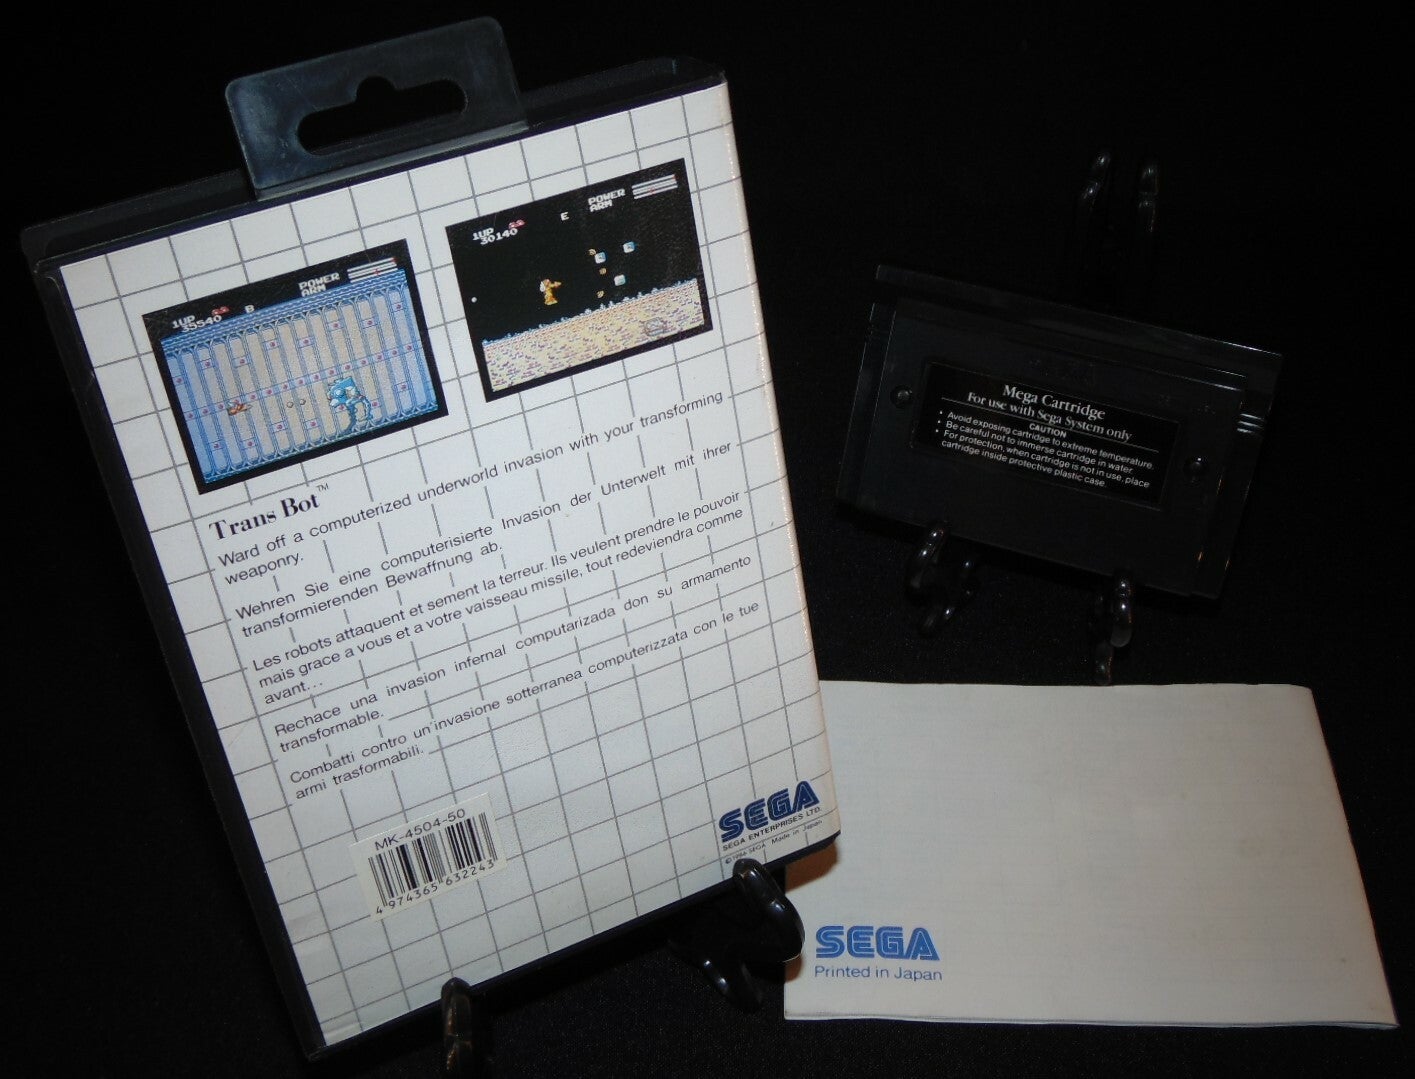 1UP
25540
B
POWER
ARM
1UP
30140
E
POWER
ARM
Trans Bot™
Ward off a computerized underworld invasion with your transforming
weaponry.
Wehren Sie eine computerisierte Invasion der Unterwelt mit ihrer
transformierenden Bewaffnung ab.
Les robots attaquent et sement la terreur. Ils veulent prendre le pouvoir
mais grace a vous et a votre vaisseau missile, tout redeviendra comme
avant...
Rechace una invasion infernal computarizada don su armamento
transformable.
Combatti contro un'invasione sotterranea computerizzata con le tue
armi trasformabili.
MK-4504-50
4 974365 632243
SEGA
SEGA ENTERPRISES LTD.
©1986 SEGA Made in Japan
Mega Cartridge
For use with Sega System only
CAUTION
• Avoid exposing cartridge to extreme temperature.
• Be careful not to immerse cartridge in water
• For protection, when cartridge is not in use, place
cartridge inside protective plastic case
SEGA
Printed in Japan